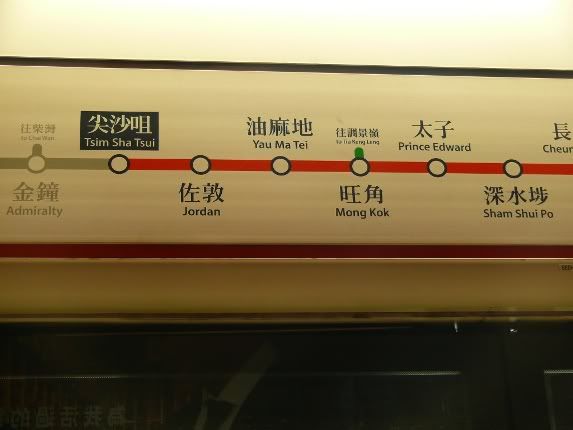 往柴灣
to Chai Wan
金鐘
Admiralty
尖沙咀
Tsim Sha Tsui
佐敦
Jordan
油麻地
Yau Ma Tei
往調景嶺
to Tiu Keng Leng
旺角
Mong Kok
太子
Prince Edward
深水埗
Sham Shui Po
長
Cheun